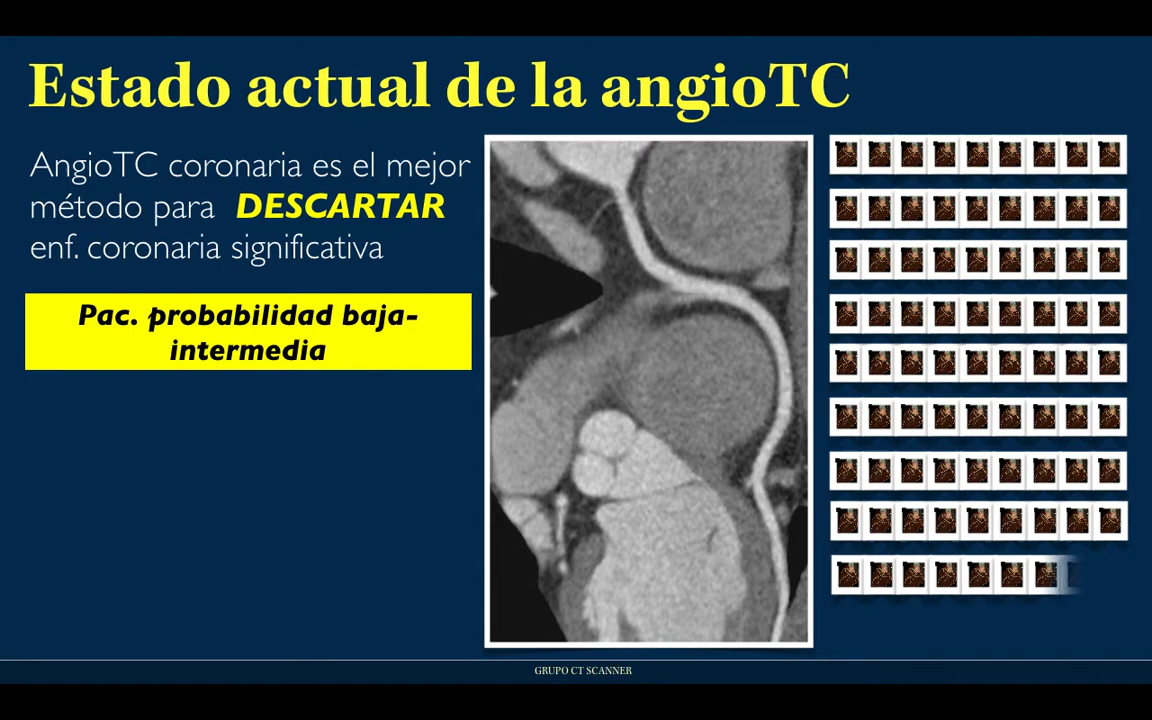 Estado actual de la angioTC
AngioTC coronaria es el mejor
método para DESCARTAR
enf. coronaria significativa
Pac. probabilidad baja-
intermedia
GRUPO CT SCANNER